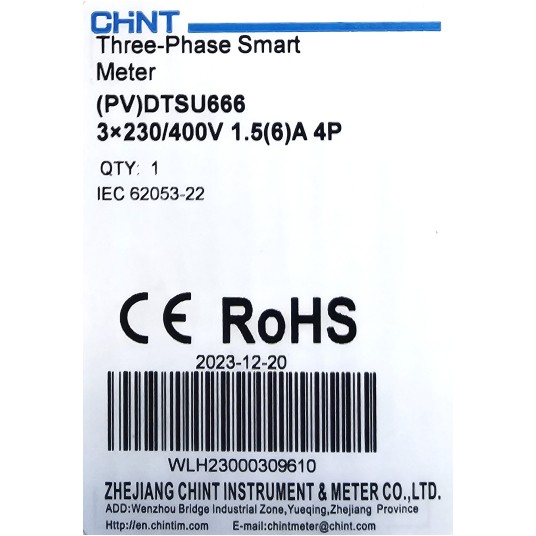 CHNT
Three-Phase Smart
Meter
(PV)DTSU666
3×230/400V 1.5(6)A 4P
QTY: 1
IEC 62053-22
CE RoHS
2023-12-20
WLH23000309610
ZHEJIANG CHINT INSTRUMENT & METER CO.,LTD.
ADD:Wenzhou Bridge Industrial Zone,Yueqing,Zhejiang Province
Http://en.chintim.com E-mail:chintmeter@chint.com